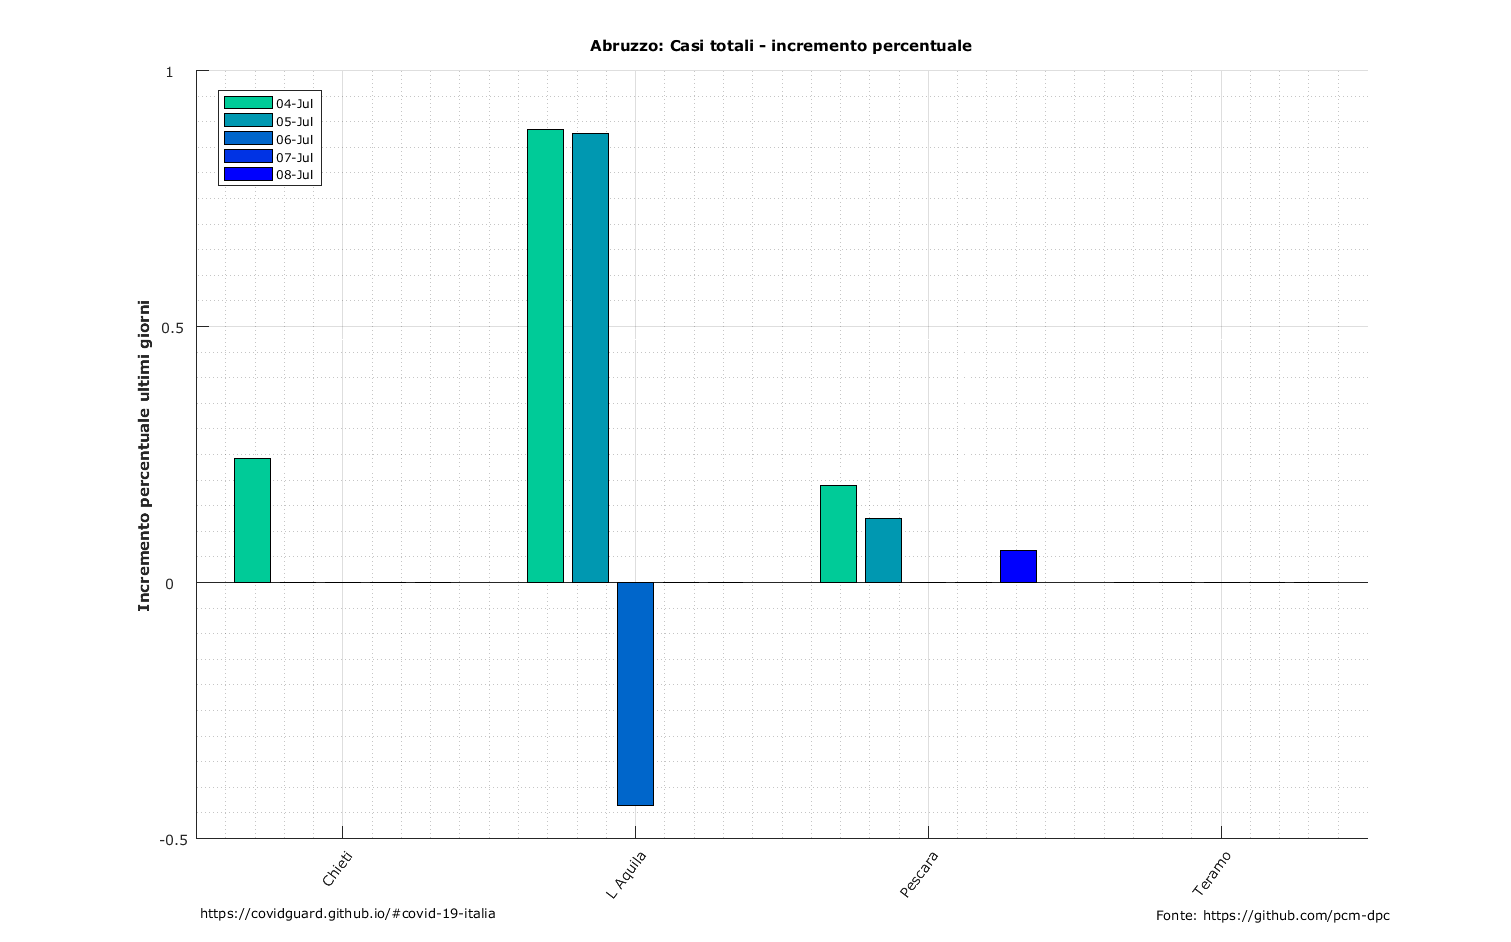 Abruzzo: Casi totali - incremento percentuale
1
04-Jul
05-Jul
06-Jul
07-Jul
08-Jul
0.5
Incremento percentuale ultimi giorni
0
-0.5
Chieti
L Aquila
Pescara
Teramo
https://covidguard.github.io/#covid-19-italia
Fonte: https://github.com/pcm-dpc